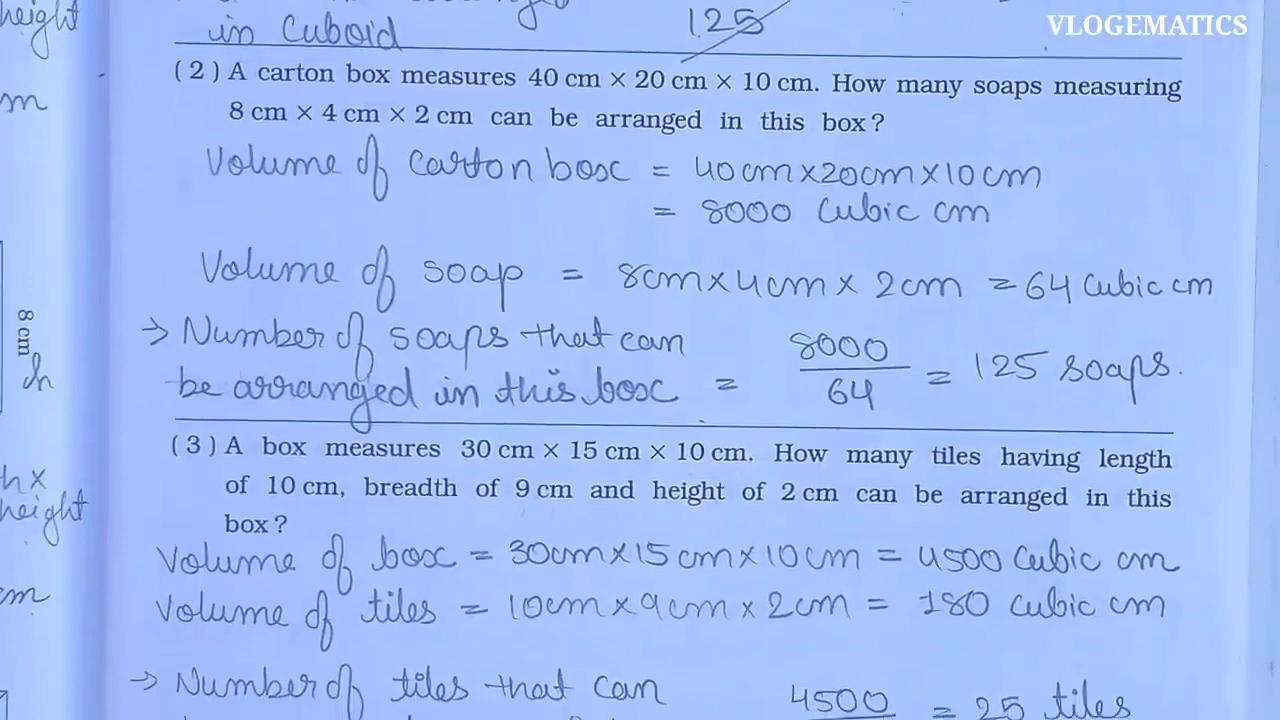 height
in Cuboid
125
VLOGEMATICS
m
( 2 ) A carton box measures 40 cm × 20 cm × 10 cm. How many soaps measuring
8 cm × 4 cm × 2 cm can be arranged in this box ?
Volume of carton box = 40cm×20cm×10cm
= 8000 Cubic cm
Volume of soap = 8cm×4cm× 2cm = 64 Cubic cm
8 cm
h
→ Number of soaps that can
be arranged in this box = 8000/64 = 125 soaps.
( 3 ) A box measures 30 cm × 15 cm × 10 cm. How many tiles having length
of 10 cm, breadth of 9 cm and height of 2 cm can be arranged in this
box ?
h×
height
Volume of box = 30cm×15cm×10cm = 4500 Cubic cm
Volume of tiles = 10cm×9cm×2cm = 180 Cubic cm
cm
→ Number of tiles that can
4500 = 25 tiles